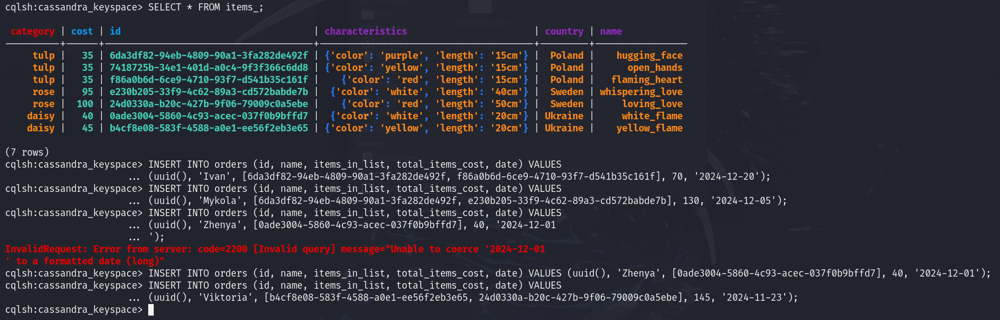 cqlsh:cassandra_keyspace> SELECT * FROM items_;
category | cost | id | characteristics | country | name
----------+------+--------------------------------------+---------------------------------------+---------+-----------------
tulp | 35 | 6da3df82-94eb-4809-90a1-3fa282de492f | {'color': 'purple', 'length': '15cm'} | Poland | hugging_face
tulp | 35 | 7418725b-34e1-401d-a0c4-9f3f366c6dd8 | {'color': 'yellow', 'length': '15cm'} | Poland | open_hands
tulp | 35 | f86a0b6d-6ce9-4710-93f7-d541b35c161f | {'color': 'red', 'length': '15cm'} | Poland | flaming_heart
rose | 95 | e230b205-33f9-4c62-89a3-cd572babde7b | {'color': 'white', 'length': '40cm'} | Sweden | whispering_love
rose | 100 | 24d0330a-b20c-427b-9f06-79009c0a5ebe | {'color': 'red', 'length': '50cm'} | Sweden | loving_love
daisy | 40 | 0ade3004-5860-4c93-acec-037f0b9bffd7 | {'color': 'white', 'length': '20cm'} | Ukraine | white_flame
daisy | 45 | b4cf8e08-583f-4588-a0e1-ee56f2eb3e65 | {'color': 'yellow', 'length': '20cm'} | Ukraine | yellow_flame
(7 rows)
cqlsh:cassandra_keyspace> INSERT INTO orders (id, name, items_in_list, total_items_cost, date) VALUES
... (uuid(), 'Ivan', [6da3df82-94eb-4809-90a1-3fa282de492f, f86a0b6d-6ce9-4710-93f7-d541b35c161f], 70, '2024-12-20');
cqlsh:cassandra_keyspace> INSERT INTO orders (id, name, items_in_list, total_items_cost, date) VALUES
... (uuid(), 'Mykola', [6da3df82-94eb-4809-90a1-3fa282de492f, e230b205-33f9-4c62-89a3-cd572babde7b], 130, '2024-12-05');
cqlsh:cassandra_keyspace> INSERT INTO orders (id, name, items_in_list, total_items_cost, date) VALUES
... (uuid(), 'Zhenya', [0ade3004-5860-4c93-acec-037f0b9bffd7], 40, '2024-12-01
... ');
InvalidRequest: Error from server: code=2200 [Invalid query] message="Unable to coerce '2024-12-01
' to a formatted date (long)"
cqlsh:cassandra_keyspace> INSERT INTO orders (id, name, items_in_list, total_items_cost, date) VALUES (uuid(), 'Zhenya', [0ade3004-5860-4c93-acec-037f0b9bffd7], 40, '2024-12-01');
cqlsh:cassandra_keyspace> INSERT INTO orders (id, name, items_in_list, total_items_cost, date) VALUES
... (uuid(), 'Viktoria', [b4cf8e08-583f-4588-a0e1-ee56f2eb3e65, 24d0330a-b20c-427b-9f06-79009c0a5ebe], 145, '2024-11-23');
cqlsh:cassandra_keyspace>
Computer
Ivan
cassandra.yaml
Devices
File System